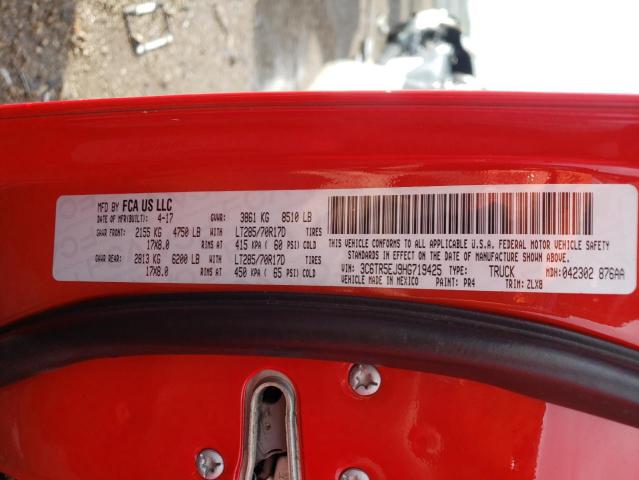 MFD BY FCA US LLC
DATE OF MFR(BUILT): 4-17 GVWR: 3861 KG 8510 LB
GAWR FRONT: 2155 KG 4750 LB WITH LT285/70R17D TIRES
17X8.0 RIMS AT 415 KPA ( 60 PSI) COLD
GAWR REAR: 2813 KG 6200 LB WITH LT285/70R17D TIRES
17X8.0 RIMS AT 450 KPA ( 65 PSI) COLD
THIS VEHICLE CONFORMS TO ALL APPLICABLE U.S.A. FEDERAL MOTOR VEHICLE SAFETY
STANDARDS IN EFFECT ON THE DATE OF MANUFACTURE SHOWN ABOVE.
VIN: 3C6TR5EJ9HG719425 TYPE: TRUCK MDH: 042302 876AA
VEHICLE MADE IN MEXICO PAINT: PR4 TRIM: ZLX8